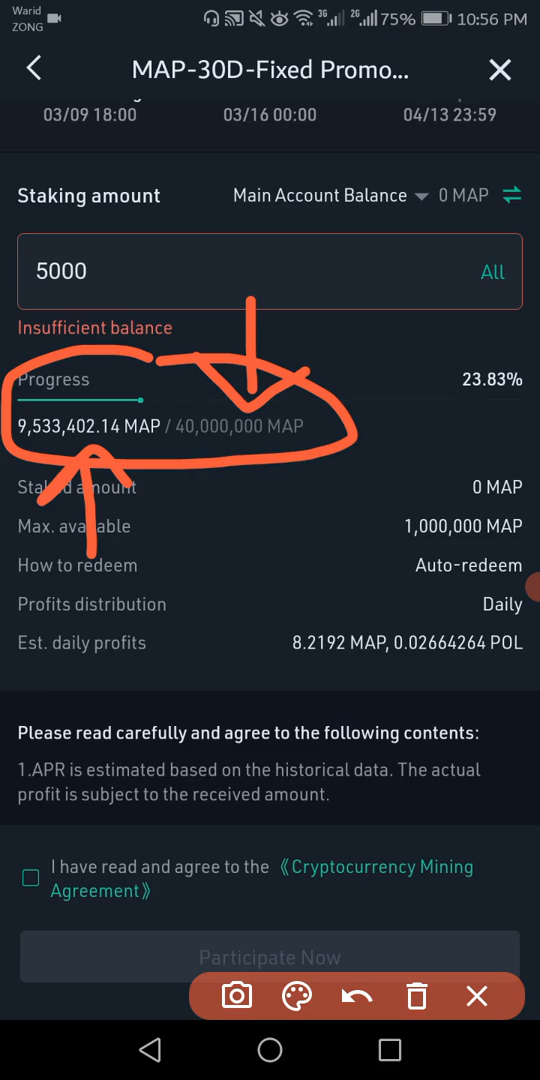 Warid
ZONG
3G 2G 75% 10:56 PM
MAP-30D-Fixed Promo...
03/09 18:00 03/16 00:00 04/13 23:59
Staking amount Main Account Balance 0 MAP
5000 All
Insufficient balance
Progress 23.83%
9,533,402.14 MAP / 40,000,000 MAP
Staked amount 0 MAP
Max. available 1,000,000 MAP
How to redeem Auto-redeem
Profits distribution Daily
Est. daily profits 8.2192 MAP, 0.02664264 POL
Please read carefully and agree to the following contents:
1.APR is estimated based on the historical data. The actual
profit is subject to the received amount.
I have read and agree to the 《Cryptocurrency Mining
Agreement》
Participate Now